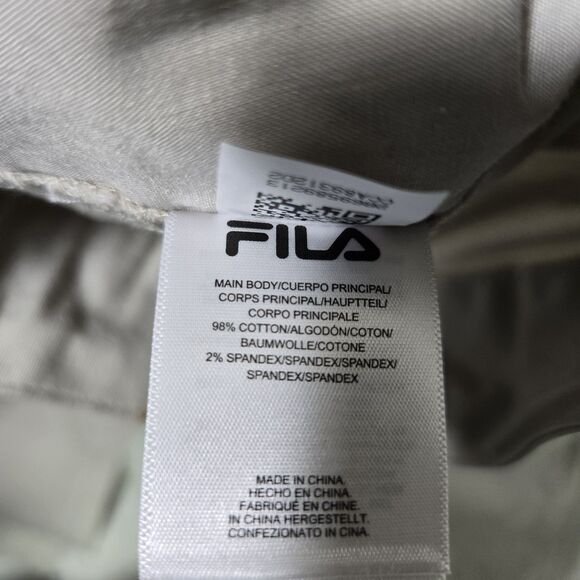 FILA
MAIN BODY/CUERPO PRINCIPAL/
CORPS PRINCIPAL/HAUPTTEIL/
CORPO PRINCIPALE
98% COTTON/ALGODÓN/COTON/
BAUMWOLLE/COTONE
2% SPANDEX/SPANDEX/SPANDEX/
SPANDEX/SPANDEX
MADE IN CHINA.
HECHO EN CHINA.
FABRIQUÉ EN CHINE.
IN CHINA HERGESTELLT.
CONFEZIONATO IN CINA.